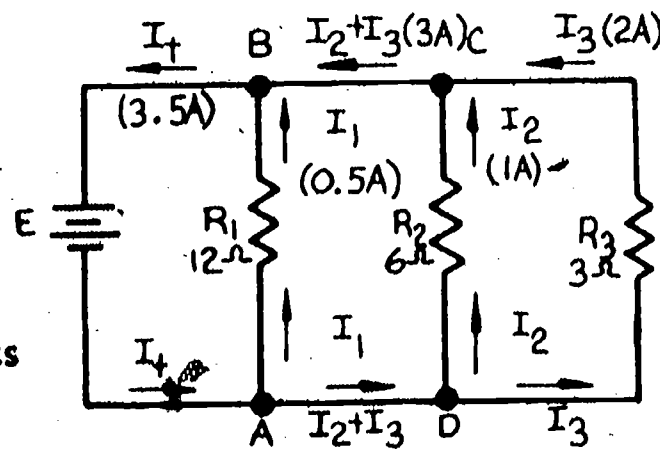 I₂+I₃(3A)
I₃(2A)
Iₜ
B
C
(3.5A)
I₁
I₂
(0.5A)
(1A)
E
R₁
12Ω
R₂
6Ω
R₃
3Ω
I₁
I₂
Iₜ
A
I₂+I₃
D
I₃